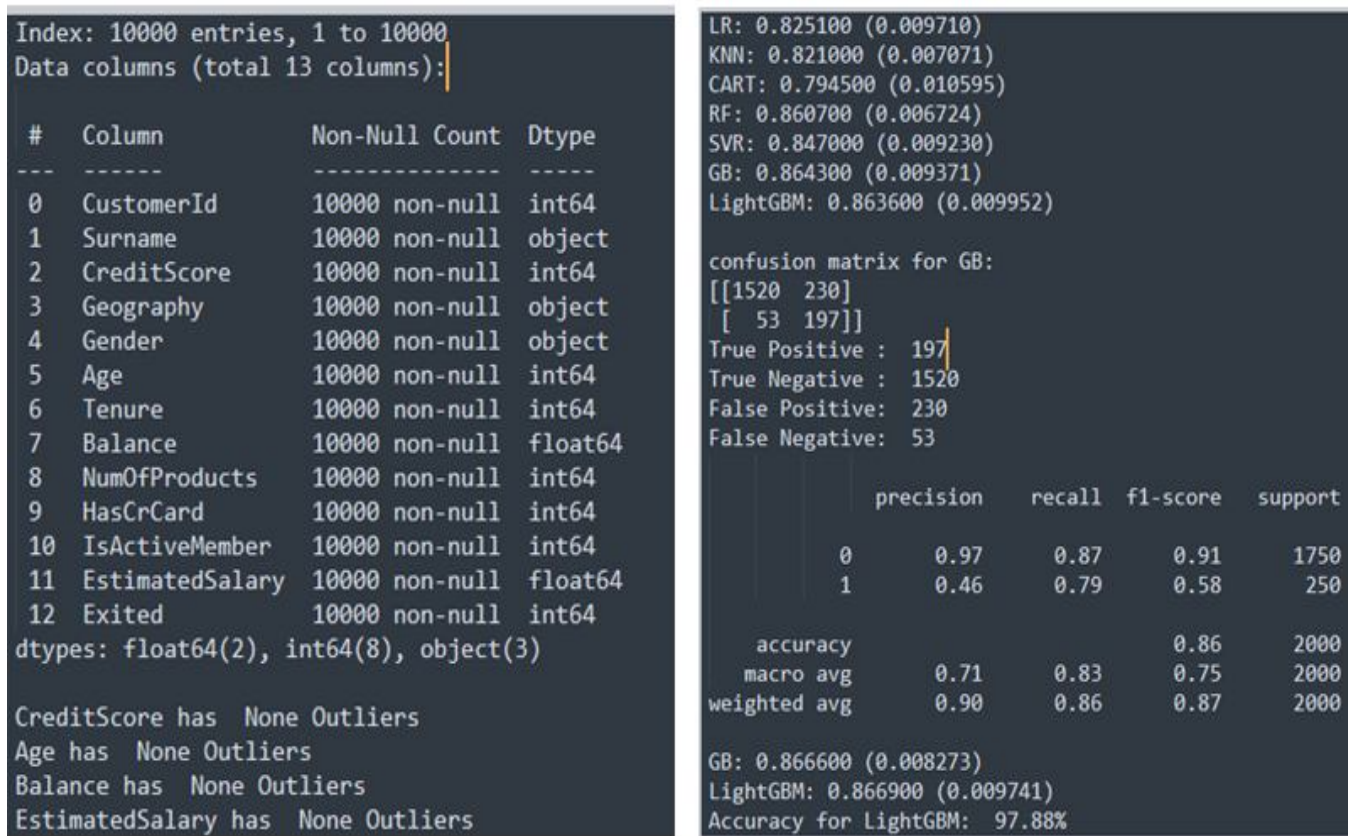 Index: 10000 entries, 1 to 10000
Data columns (total 13 columns):
#   Column           Non-Null Count  Dtype
---  ------           --------------  -----
0   CustomerId       10000 non-null  int64
1   Surname          10000 non-null  object
2   CreditScore      10000 non-null  int64
3   Geography        10000 non-null  object
4   Gender           10000 non-null  object
5   Age              10000 non-null  int64
6   Tenure           10000 non-null  int64
7   Balance          10000 non-null  float64
8   NumOfProducts    10000 non-null  int64
9   HasCrCard        10000 non-null  int64
10  IsActiveMember   10000 non-null  int64
11  EstimatedSalary  10000 non-null  float64
12  Exited           10000 non-null  int64
dtypes: float64(2), int64(8), object(3)
CreditScore has  None Outliers
Age has  None Outliers
Balance has  None Outliers
EstimatedSalary has  None Outliers
LR: 0.825100 (0.009710)
KNN: 0.821000 (0.007071)
CART: 0.794500 (0.010595)
RF: 0.860700 (0.006724)
SVR: 0.847000 (0.009230)
GB: 0.864300 (0.009371)
LightGBM: 0.863600 (0.009952)
confusion matrix for GB:
[[1520  230]
[  53  197]]
True Positive :  197
True Negative :  1520
False Positive:  230
False Negative:  53
precision    recall  f1-score   support
0       0.97      0.87      0.91      1750
1       0.46      0.79      0.58       250
accuracy                           0.86      2000
macro avg       0.71      0.83      0.75      2000
weighted avg       0.90      0.86      0.87      2000
GB: 0.866600 (0.008273)
LightGBM: 0.866900 (0.009741)
Accuracy for LightGBM:  97.88%